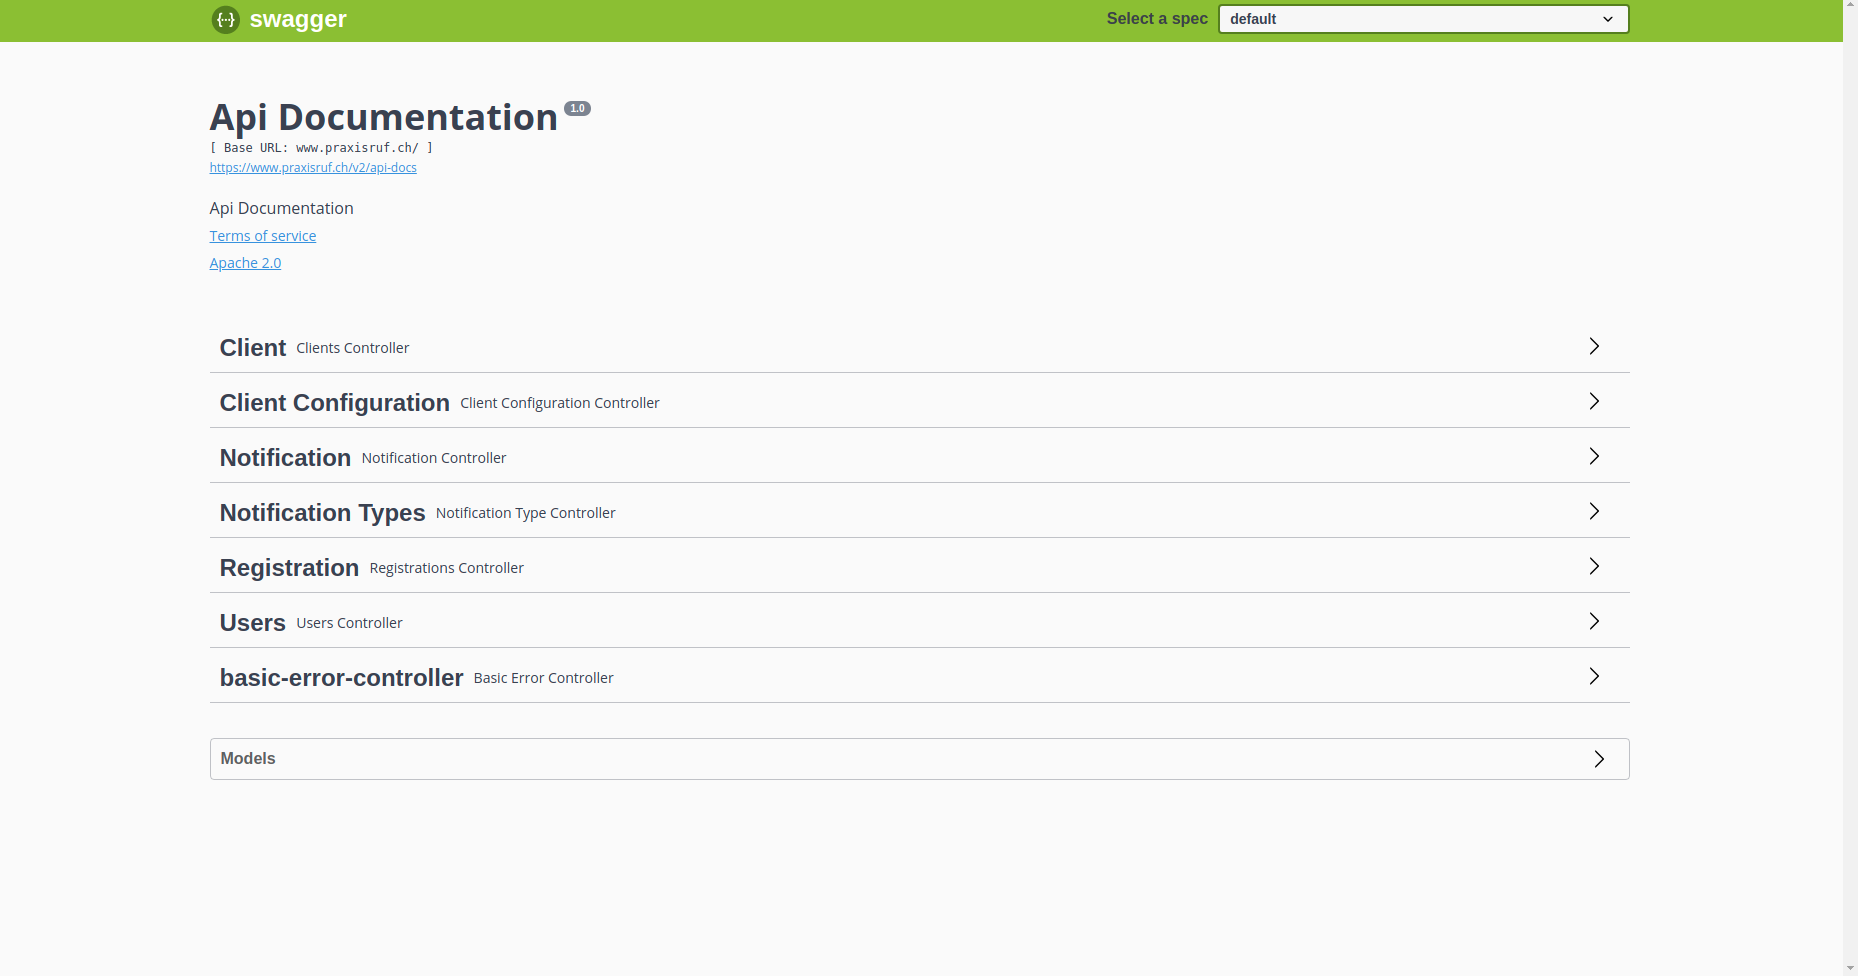 {··} swagger
Select a spec default
Api Documentation 1.0
[ Base URL: www.praxisruf.ch/ ]
https://www.praxisruf.ch/v2/api-docs
Api Documentation
Terms of service
Apache 2.0
Client Clients Controller
Client Configuration Client Configuration Controller
Notification Notification Controller
Notification Types Notification Type Controller
Registration Registrations Controller
Users Users Controller
basic-error-controller Basic Error Controller
Models